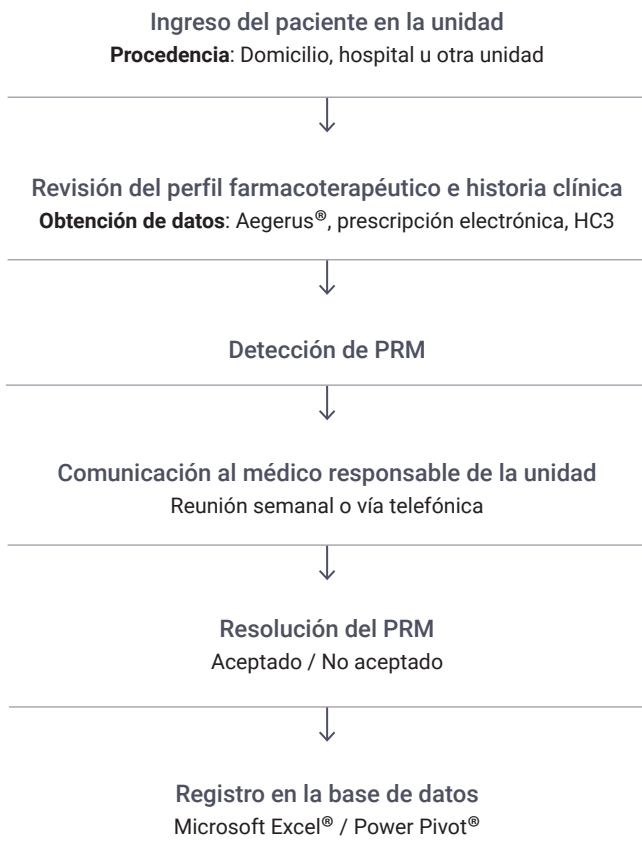 Ingreso del paciente en la unidad
Procedencia: Domicilio, hospital u otra unidad
Revisión del perfil farmacoterapéutico e historia clínica
Obtención de datos: Aegerus®, prescripción electrónica, HC3
Detección de PRM
Comunicación al médico responsable de la unidad
Reunión semanal o vía telefónica
Resolución del PRM
Aceptado / No aceptado
Registro en la base de datos
Microsoft Excel® / Power Pivot®